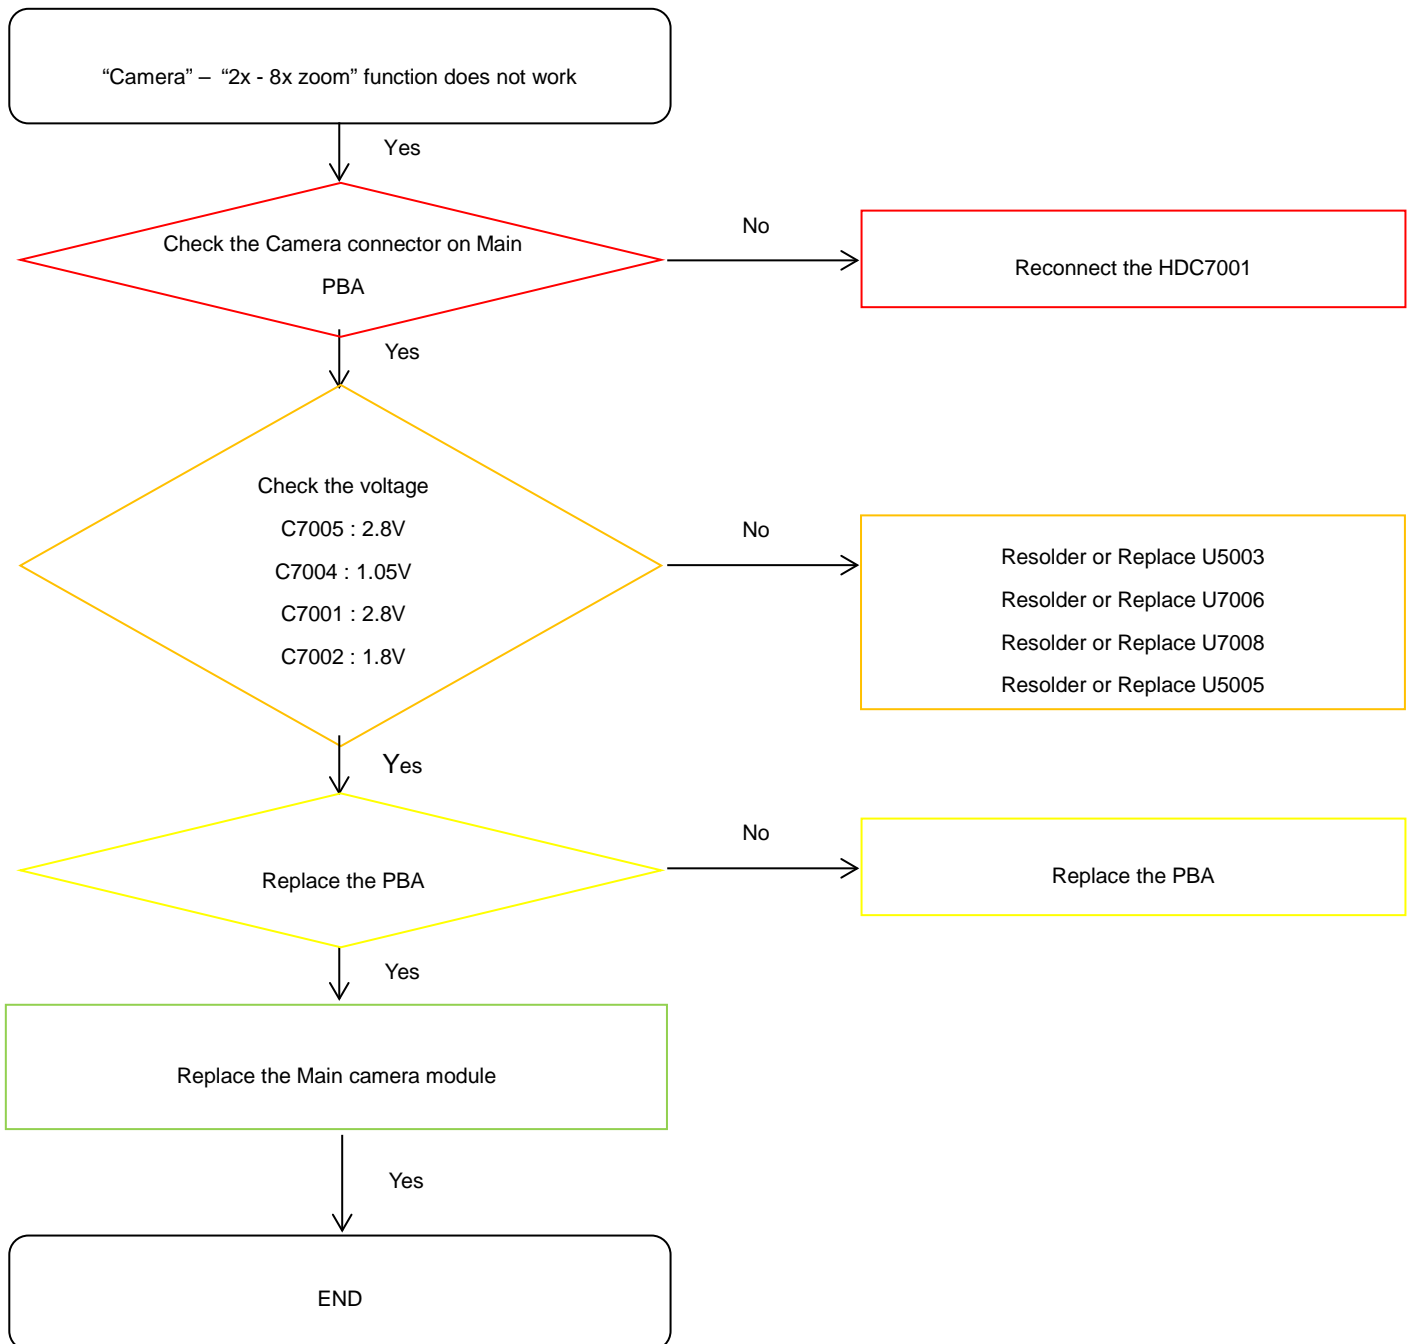 “Camera” – “2x - 8x zoom” function does not work
Yes
Check the Camera connector on Main
PBA
No
Reconnect the HDC7001
Yes
Check the voltage
C7005 : 2.8V
C7004 : 1.05V
C7001 : 2.8V
C7002 : 1.8V
No
Resolder or Replace U5003
Resolder or Replace U7006
Resolder or Replace U7008
Resolder or Replace U5005
Yes
Replace the PBA
No
Replace the PBA
Yes
Replace the Main camera module
Yes
END